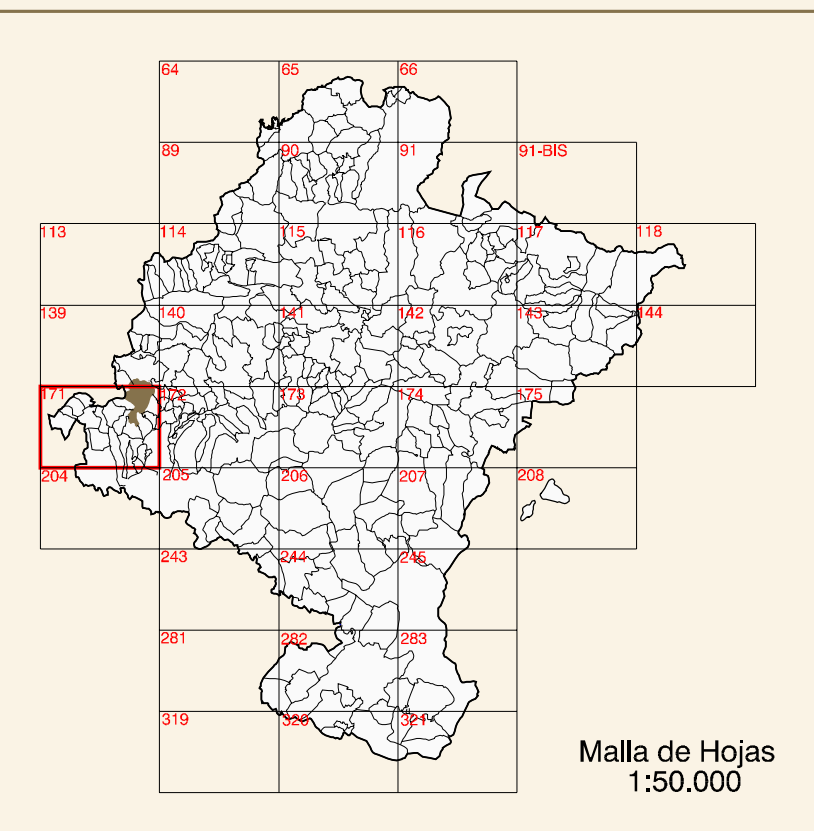 64 65 66
89 90 91 91-BIS
113 114 115 116 117 118
139 140 141 142 143 144
171 172 173 174 175
204 205 206 207 208
243 244 245
281 282 283
319 320 321
Malla de Hojas
1:50.000